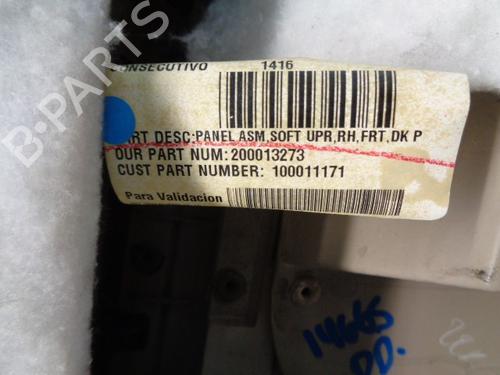 CONSECUTIVO 1416
PART DESC:PANEL ASM,SOFT UPR,RH,FRT,DK P
OUR PART NUM:200013273
CUST PART NUMBER: 100011171
Para Validacion
B-PARTS
14665
DD.